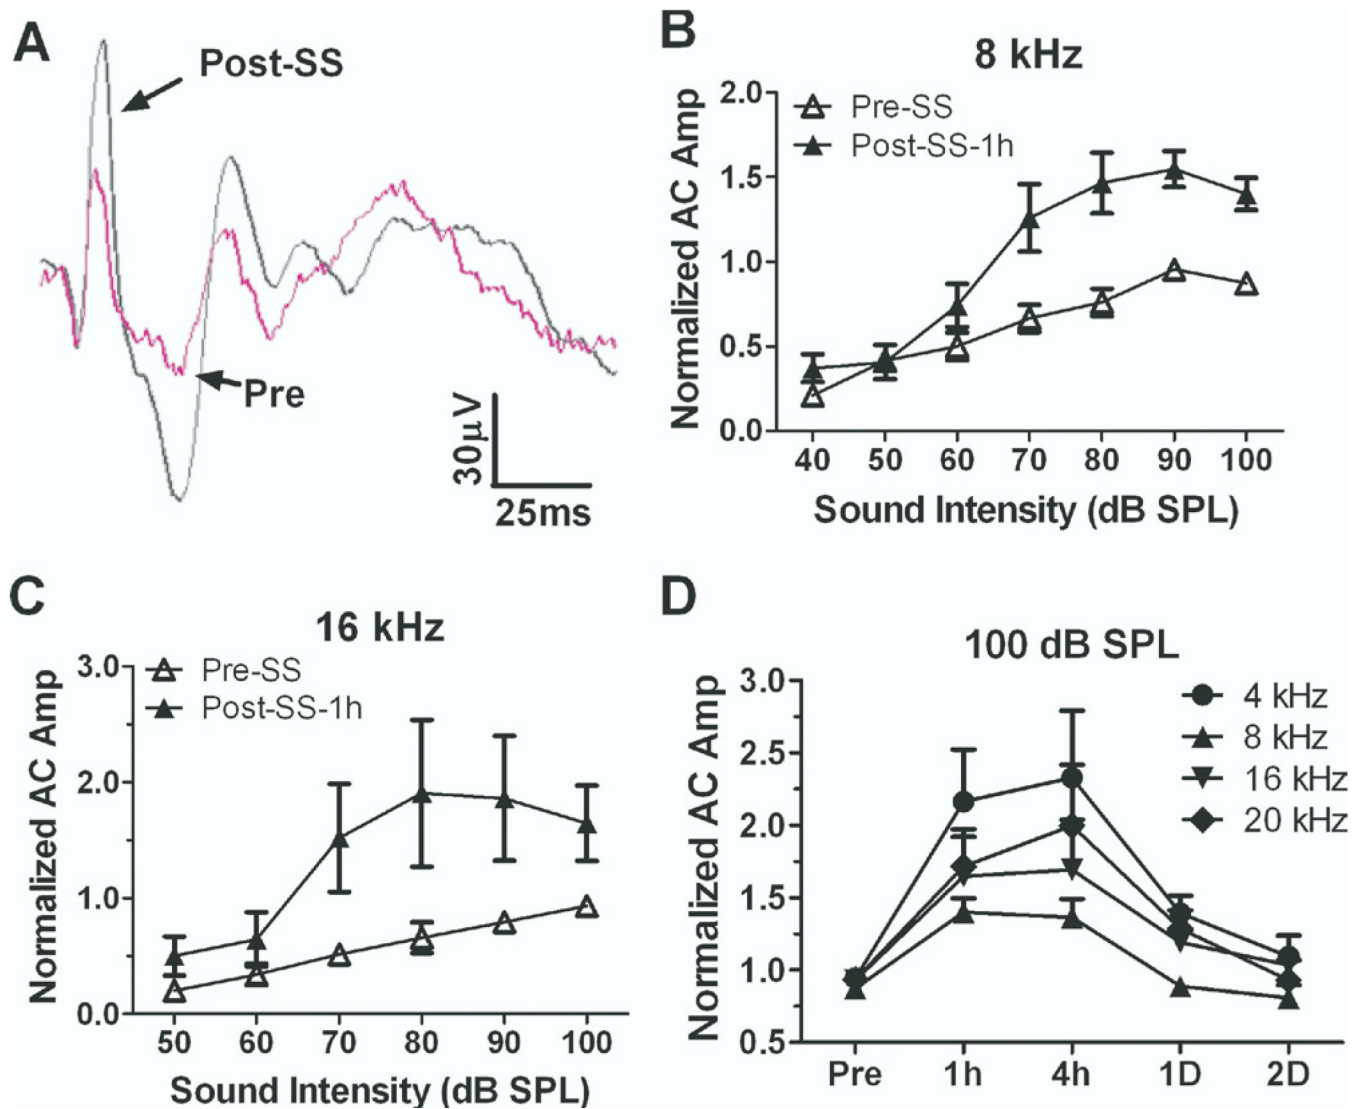 A
Post-SS
Pre
30μV
25ms
B
8 kHz
Normalized AC Amp
2.0
1.5
1.0
0.5
0.0
Pre-SS
Post-SS-1h
40 50 60 70 80 90 100
Sound Intensity (dB SPL)
C
16 kHz
Normalized AC Amp
3.0
2.0
1.0
0.0
Pre-SS
Post-SS-1h
50 60 70 80 90 100
Sound Intensity (dB SPL)
D
100 dB SPL
Normalized AC Amp
3.0
2.5
2.0
1.5
1.0
0.5
4 kHz
8 kHz
16 kHz
20 kHz
Pre 1h 4h 1D 2D